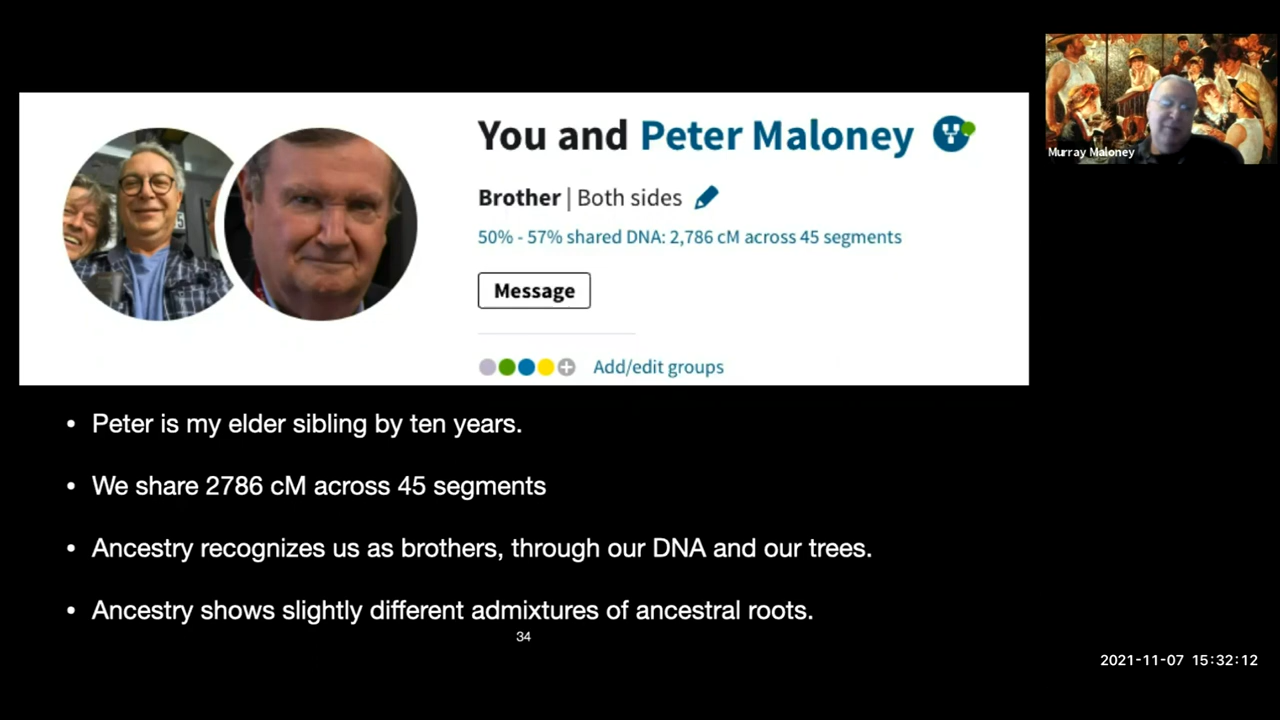 You and Peter Maloney
Brother | Both sides
50% - 57% shared DNA: 2,786 cM across 45 segments
Message
Add/edit groups
Murray Maloney
• Peter is my elder sibling by ten years.
• We share 2786 cM across 45 segments
• Ancestry recognizes us as brothers, through our DNA and our trees.
• Ancestry shows slightly different admixtures of ancestral roots.
34
2021-11-07 15:32:12